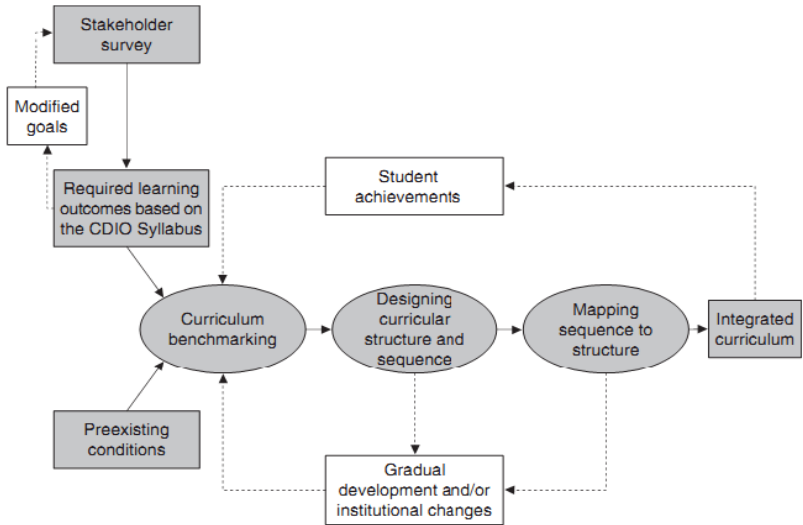 Stakeholder
survey
Modified
goals
Required learning
outcomes based on
the CDIO Syllabus
Student
achievements
Curriculum
benchmarking
Designing
curricular
structure and
sequence
Mapping
sequence to
structure
Integrated
curriculum
Preexisting
conditions
Gradual
development and/or
institutional changes